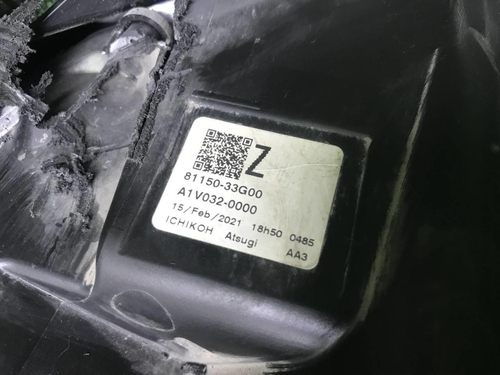 Z
81150-33G00
A1V032-0000
15/Feb/2021 18h50 0485
ICHIKOH Atsugi AA3